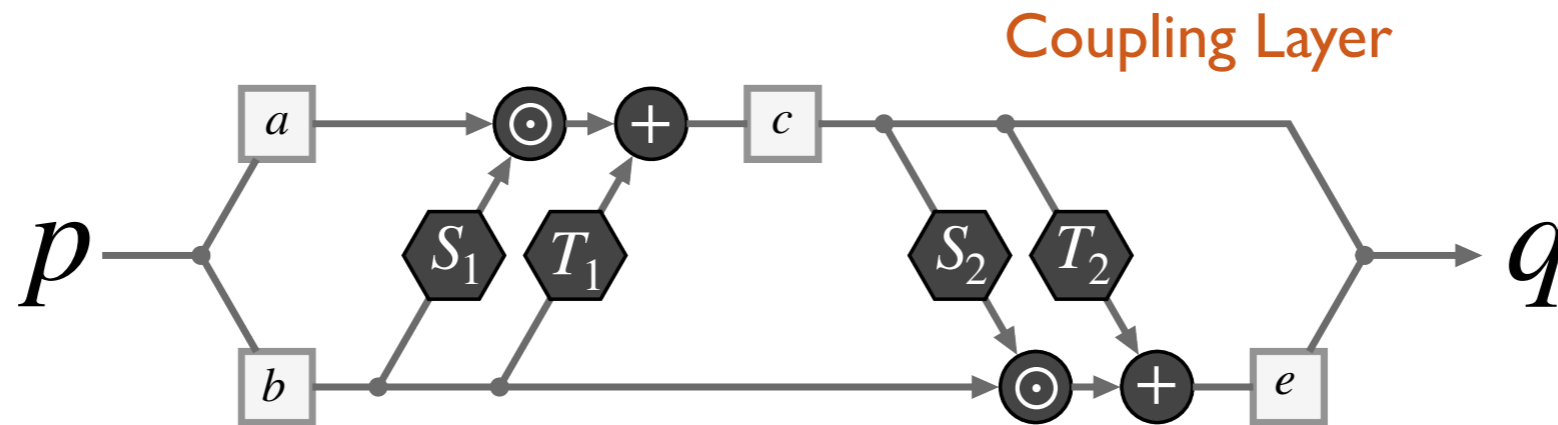 Coupling Layer
a ⊙ + c
p S₁ T₁ S₂ T₂ q
b ⊙ + e